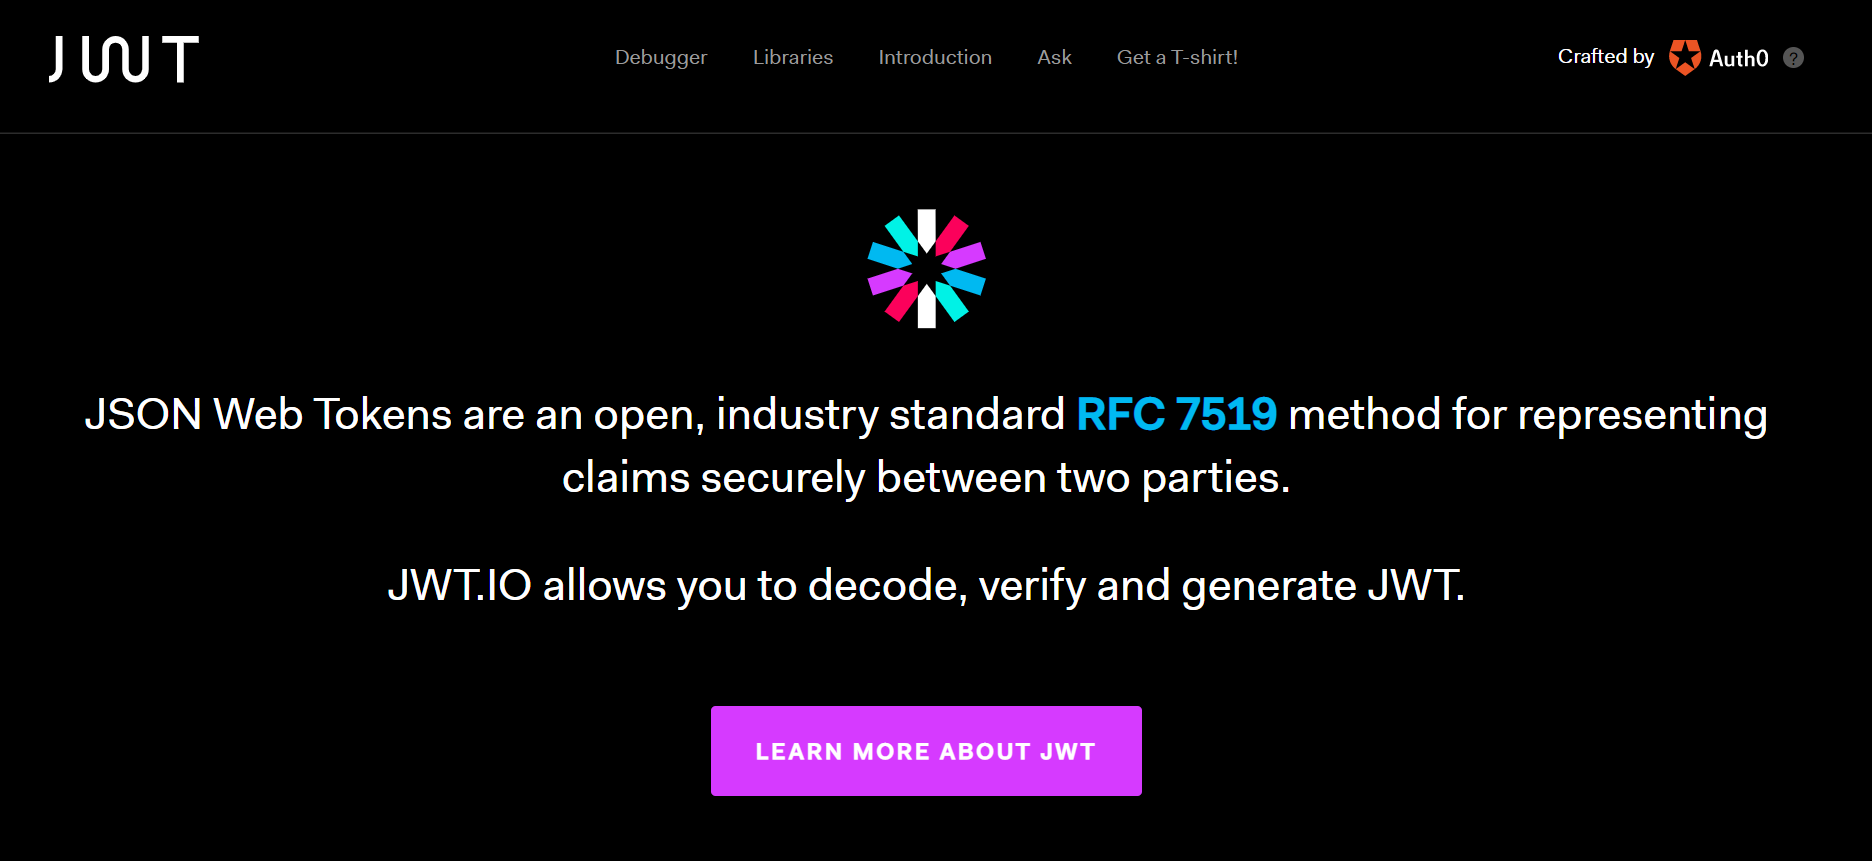 JWT
Debugger Libraries Introduction Ask Get a T-shirt!
Crafted by Auth0 ?
JSON Web Tokens are an open, industry standard RFC 7519 method for representing
claims securely between two parties.
JWT.IO allows you to decode, verify and generate JWT.
LEARN MORE ABOUT JWT